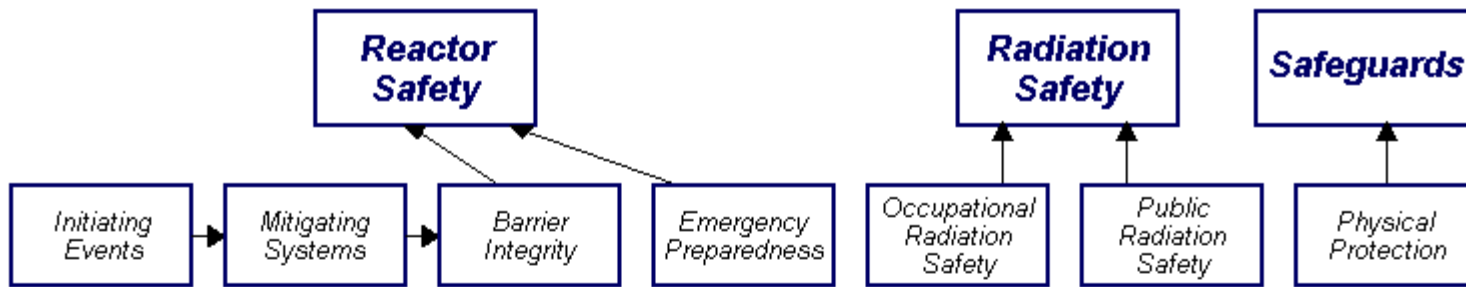 Reactor
Safety
Radiation
Safety
Safeguards
Initiating
Events
Mitigating
Systems
Barrier
Integrity
Emergency
Preparedness
Occupational
Radiation
Safety
Public
Radiation
Safety
Physical
Protection